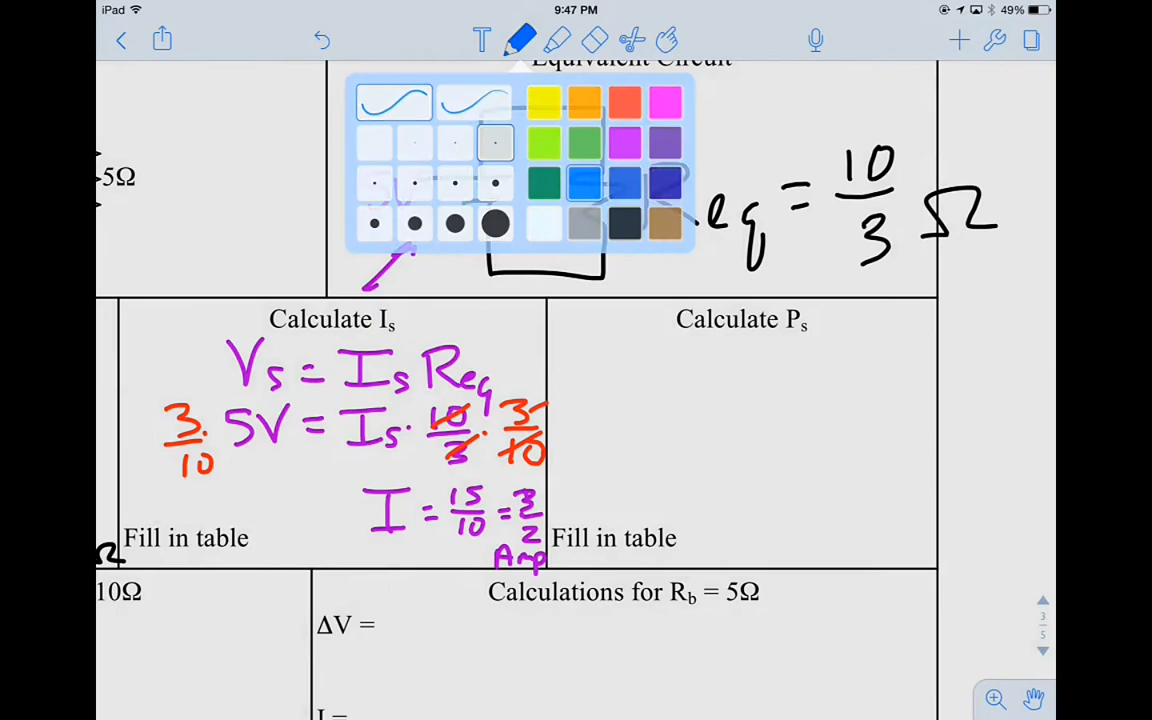 iPad 9:47 PM 49%
T
Equivalent Circuit
5Ω
eq = 10/3 Ω
Calculate Is
Calculate Ps
Vs = Is Req
3/10 · 5V = Is · 10/3 · 3/10
I = 15/10 = 3/2
Amp
Fill in table
Fill in table
Ω
10Ω
Calculations for Rb = 5Ω
ΔV =
I =
3
5